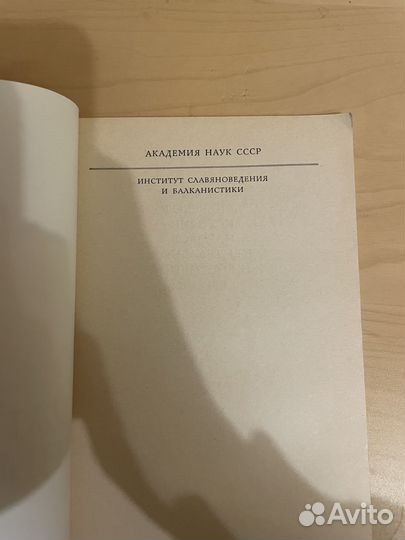 АКАДЕМИЯ НАУК СССР
ИНСТИТУТ СЛАВЯНОВЕДЕНИЯ
И БАЛКАНИСТИКИ
Avito